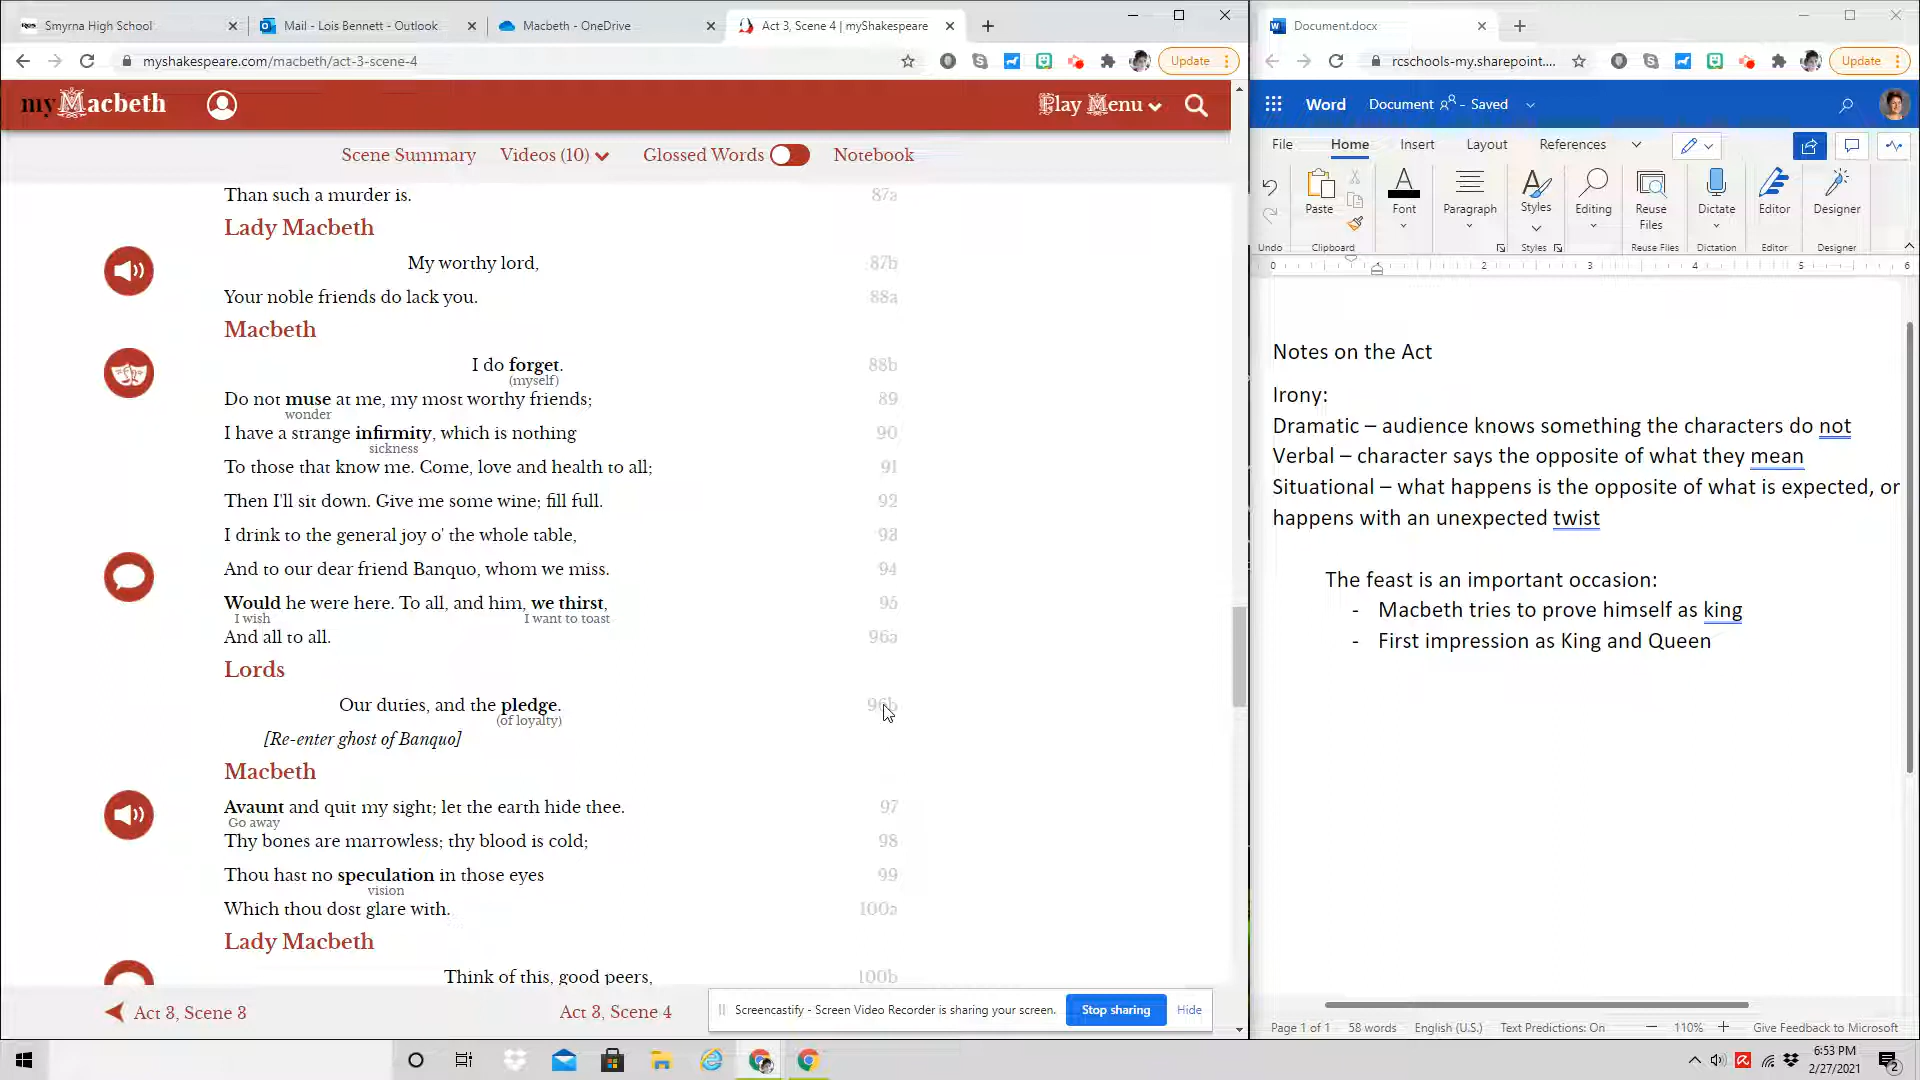 Smyrna High School
Mail - Lois Bennett - Outlook
Macbeth - OneDrive
Act 3, Scene 4 | myShakespeare
myshakespeare.com/macbeth/act-3-scene-4
Update
myMacbeth
Play Menu
Scene Summary
Videos (10)
Glossed Words
Notebook
Than such a murder is. 87a
Lady Macbeth
My worthy lord, 87b
Your noble friends do lack you. 88a
Macbeth
I do forget. 88b
(myself)
Do not muse at me, my most worthy friends; 89
wonder
I have a strange infirmity, which is nothing 90
sickness
To those that know me. Come, love and health to all; 91
Then I'll sit down. Give me some wine; fill full. 92
I drink to the general joy o' the whole table, 93
And to our dear friend Banquo, whom we miss. 94
Would he were here. To all, and him, we thirst, 95
I wish I want to toast
And all to all. 96a
Lords
Our duties, and the pledge. 96b
(of loyalty)
[Re-enter ghost of Banquo]
Macbeth
Avaunt and quit my sight; let the earth hide thee. 97
Go away
Thy bones are marrowless; thy blood is cold; 98
Thou hast no speculation in those eyes 99
vision
Which thou dost glare with. 100a
Lady Macbeth
Think of this, good peers, 100b
Act 3, Scene 3
Act 3, Scene 4
Screencastify - Screen Video Recorder is sharing your screen.
Stop sharing
Hide
Document.docx
rcschools-my.sharepoint....
Update
Word
Document - Saved
File Home Insert Layout References
Paste
Font
Paragraph
Styles
Editing
Reuse Files
Dictate
Editor
Designer
Undo Clipboard Styles Reuse Files Dictation Editor Designer
0 1 2 3 4 5 6
Notes on the Act
Irony:
Dramatic – audience knows something the characters do not
Verbal – character says the opposite of what they mean
Situational – what happens is the opposite of what is expected, or
happens with an unexpected twist
The feast is an important occasion:
- Macbeth tries to prove himself as king
- First impression as King and Queen
Page 1 of 1 58 words English (U.S.) Text Predictions: On 110% Give Feedback to Microsoft
6:53 PM
2/27/2021
2